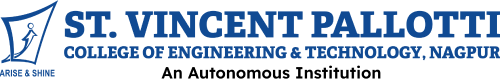 ST. VINCENT PALLOTTI
COLLEGE OF ENGINEERING & TECHNOLOGY, NAGPUR
An Autonomous Institution
ARISE & SHINE